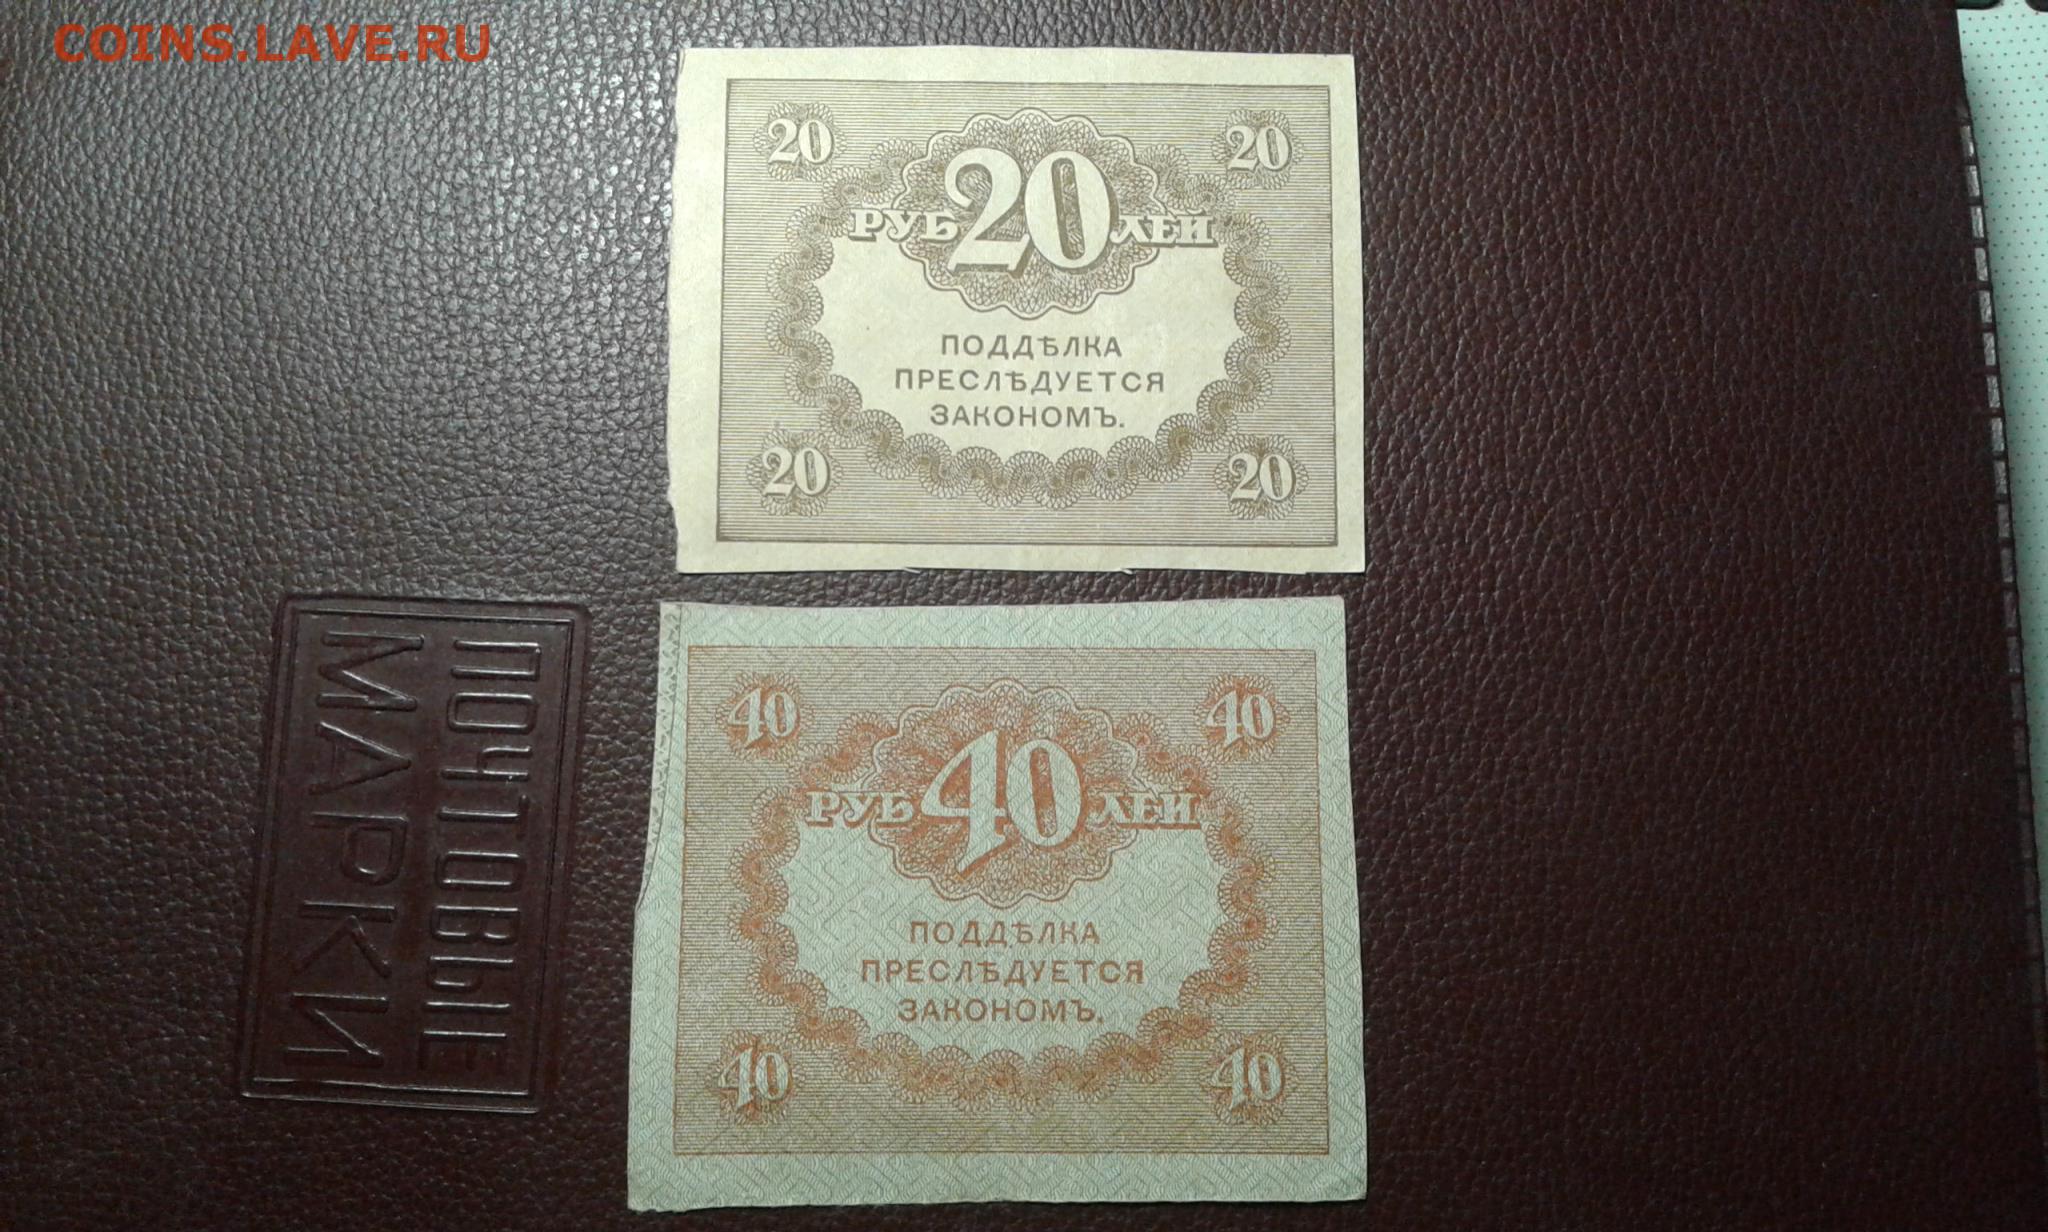 COINS.LAVE.RU
20 20
РУБ 20 ЛЕЙ
ПОДДѢЛКА
ПРЕСЛѢДУЕТСЯ
ЗАКОНОМЪ.
20 20
40 40
РУБ 40 ЛЕЙ
ПОДДѢЛКА
ПРЕСЛѢДУЕТСЯ
ЗАКОНОМЪ.
40 40
ПОЧТОВЫЕ
МАРКИ